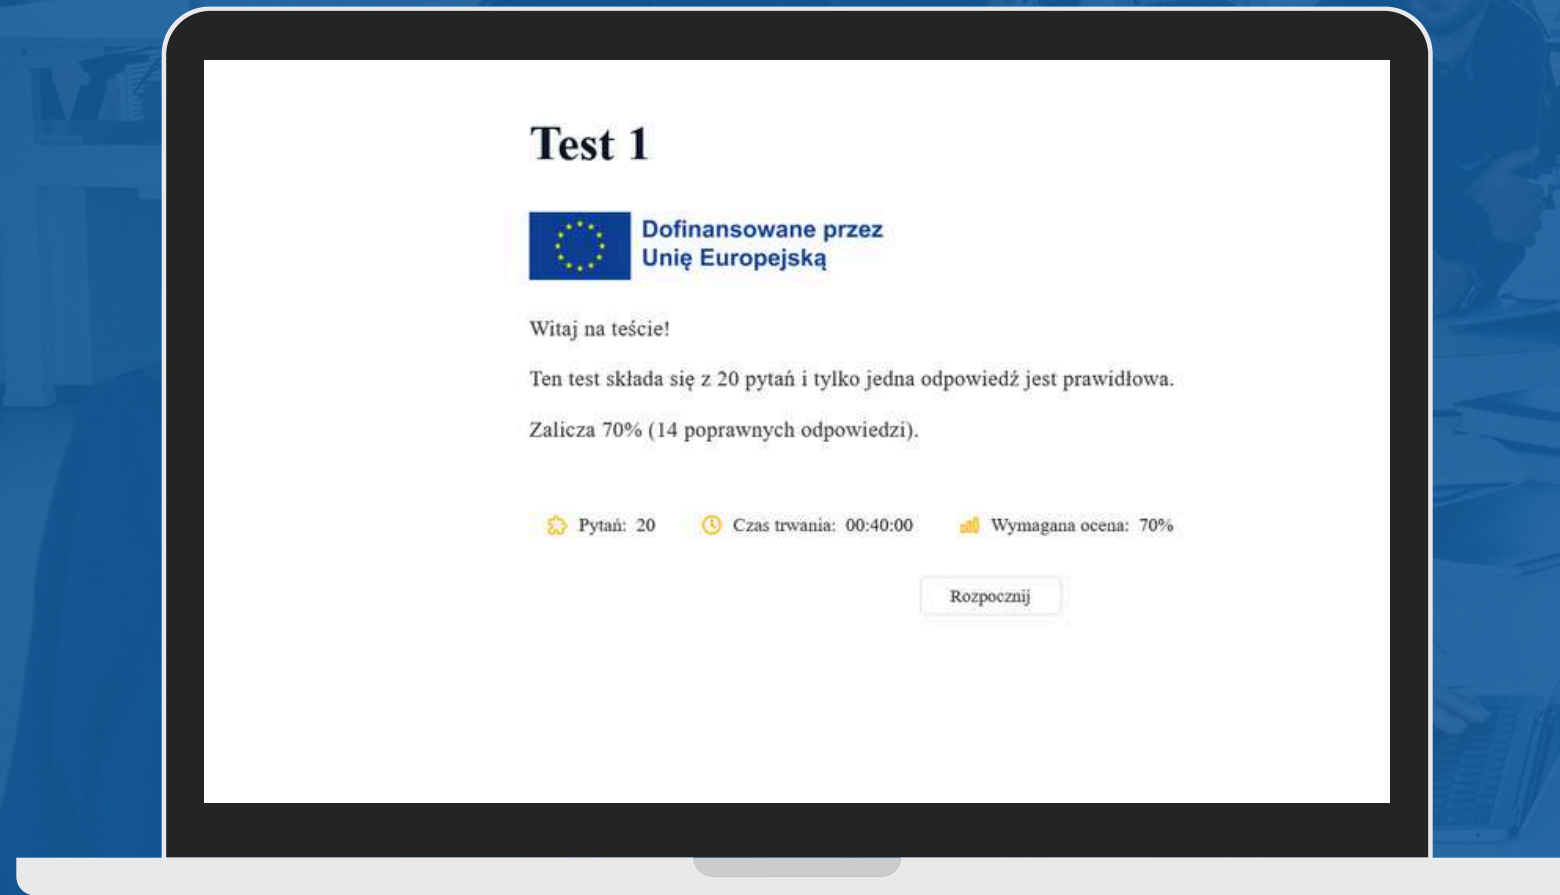 Test 1
Dofinansowane przez
Unię Europejską
Witaj na teście!
Ten test składa się z 20 pytań i tylko jedna odpowiedź jest prawidłowa.
Zalicza 70% (14 poprawnych odpowiedzi).
Pytań: 20 Czas trwania: 00:40:00 Wymagana ocena: 70%
Rozpocznij